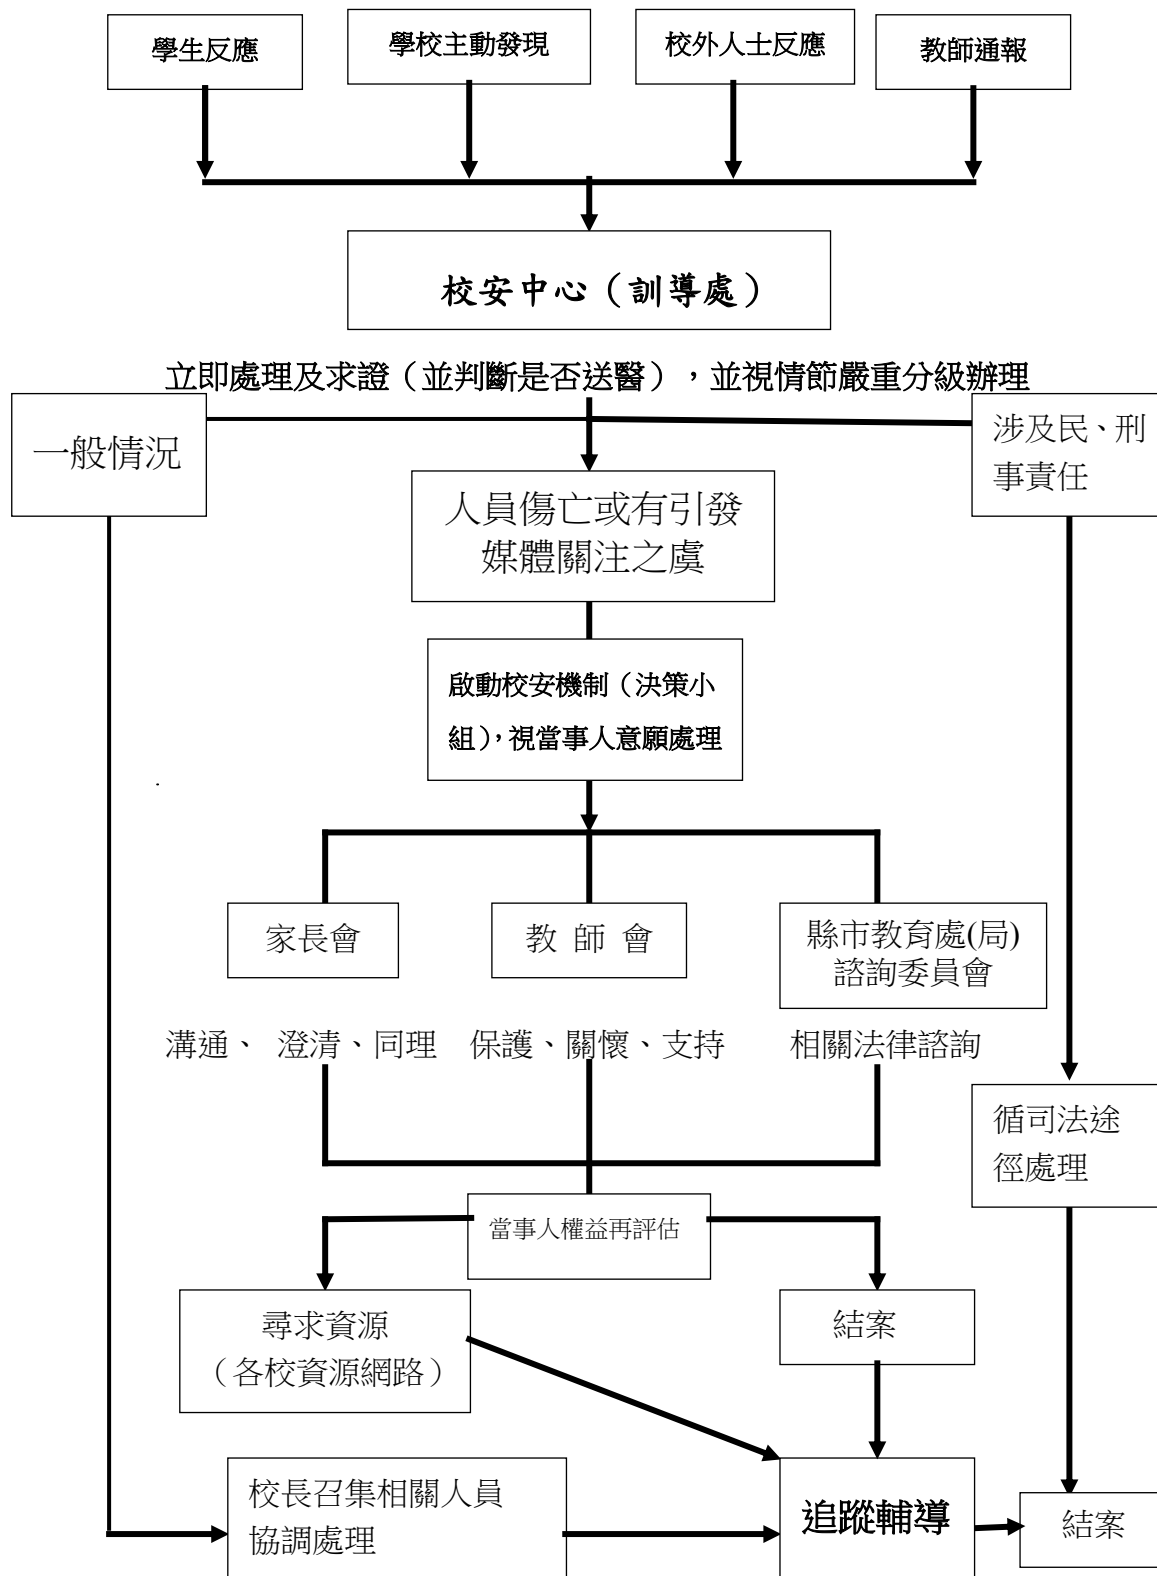 學生反應
學校主動發現
校外人士反應
教師通報
校安中心（訓導處）
立即處理及求證（並判斷是否送醫），並視情節嚴重分級辦理
一般情況
涉及民、刑
事責任
人員傷亡或有引發
媒體關注之虞
啟動校安機制（決策小
組），視當事人意願處理
家長會
教 師 會
縣市教育處(局)
諮詢委員會
溝通、 澄清、同理
保護、關懷、支持
相關法律諮詢
循司法途
徑處理
當事人權益再評估
尋求資源
（各校資源網路）
結案
校長召集相關人員
協調處理
追蹤輔導
結案